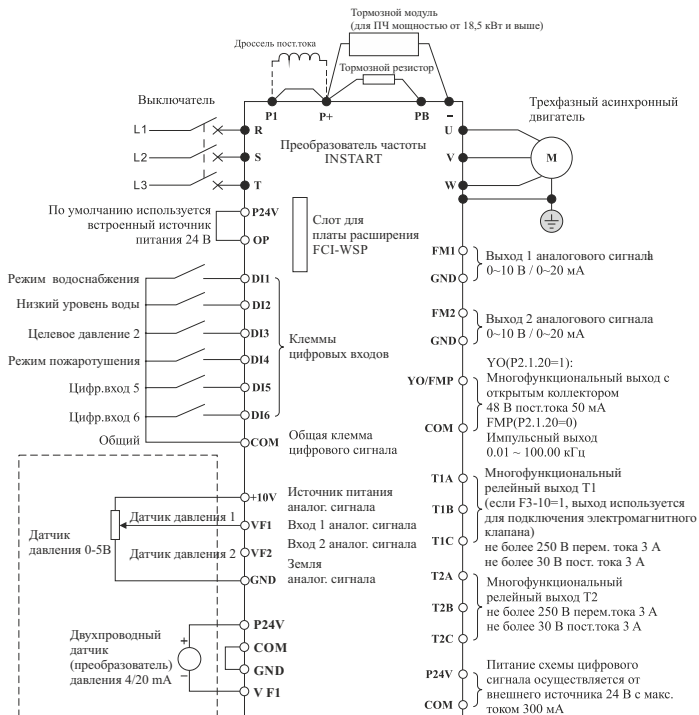 Тормозной модуль
(для ПЧ мощностью от 18,5 кВт и выше)
Дроссель пост.тока
Тормозной резистор
Выключатель
P1
P+
PB
–
Трехфазный асинхронный
двигатель
L1
R
U
L2
S
V
L3
T
W
M
Преобразователь частоты
INSTART
По умолчанию используется
встроенный источник
питания 24 В
P24V
OP
Слот для
платы расширения
FCI-WSP
FM1
GND
Выход 1 аналогового сигнала
0~10 В / 0~20 мА
Режим водоснабжения
DI1
Низкий уровень воды
DI2
Целевое давление 2
DI3
Режим пожаротушения
DI4
Цифр.вход 5
DI5
Цифр.вход 6
DI6
Клеммы
цифровых входов
Общий
COM
Общая клемма
цифрового сигнала
FM2
GND
Выход 2 аналогового сигнала
0~10 В / 0~20 мА
YO/FMP
COM
YO(P2.1.20=1):
Многофункциональный выход с
открытым коллектором
48 В пост.тока 50 мА
FMP(P2.1.20=0)
Импульсный выход
0.01 ~ 100.00 кГц
+10V
Источник питания
аналог. сигнала
Датчик давления 1
VF1
Вход 1 аналог. сигнала
Датчик
давления 0-5В
Датчик давления 2
VF2
Вход 2 аналог. сигнала
GND
Земля
аналог. сигнала
T1A
T1B
T1C
Многофункциональный
релейный выход T1
(если F3-10=1, выход используется
для подключения электромагнитного
клапана)
не более 250 В перем. тока 3 А
не более 30 В пост. тока 3 А
T2A
T2B
T2C
Многофункциональный
релейный выход T2
не более 250 В перем.тока 3 А
не более 30 В пост.тока 3 А
Двухпроводный
датчик
(преобразователь)
давления 4/20 mA
+
–
P24V
COM
GND
V F1
P24V
COM
Питание схемы цифрового
сигнала осуществляется от
внешнего источника 24 В с макс.
током 300 мА